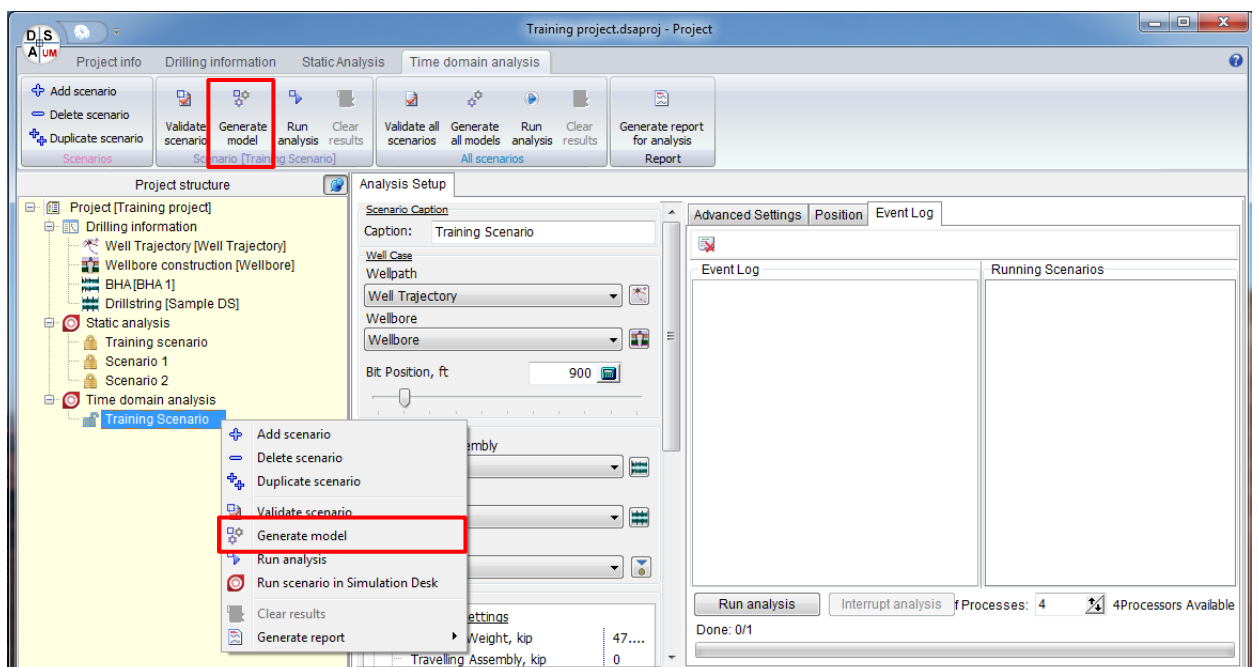 Training project.dsaproj - Project
D S
A UM
Project info Drilling information Static Analysis Time domain analysis
Add scenario
Delete scenario
Duplicate scenario
Scenarios
Validate scenario
Generate model
Run analysis
Clear results
Scenario [Training Scenario]
Validate all scenarios
Generate all models
Run analysis
Clear results
All scenarios
Generate report for analysis
Report
Project structure
Project [Training project]
Drilling information
Well Trajectory [Well Trajectory]
Wellbore construction [Wellbore]
BHA [BHA 1]
Drillstring [Sample DS]
Static analysis
Training scenario
Scenario 1
Scenario 2
Time domain analysis
Training Scenario
Add scenario
Delete scenario
Duplicate scenario
Validate scenario
Generate model
Run analysis
Run scenario in Simulation Desk
Clear results
Generate report
Analysis Setup
Scenario Caption
Caption: Training Scenario
Well Case
Wellpath
Well Trajectory
Wellbore
Wellbore
Bit Position, ft 900
embly
ettings
Weight, kip 47....
Travelling Assembly, kip 0
Advanced Settings Position Event Log
Event Log Running Scenarios
Run analysis Interrupt analysis f Processes: 4 4Processors Available
Done: 0/1